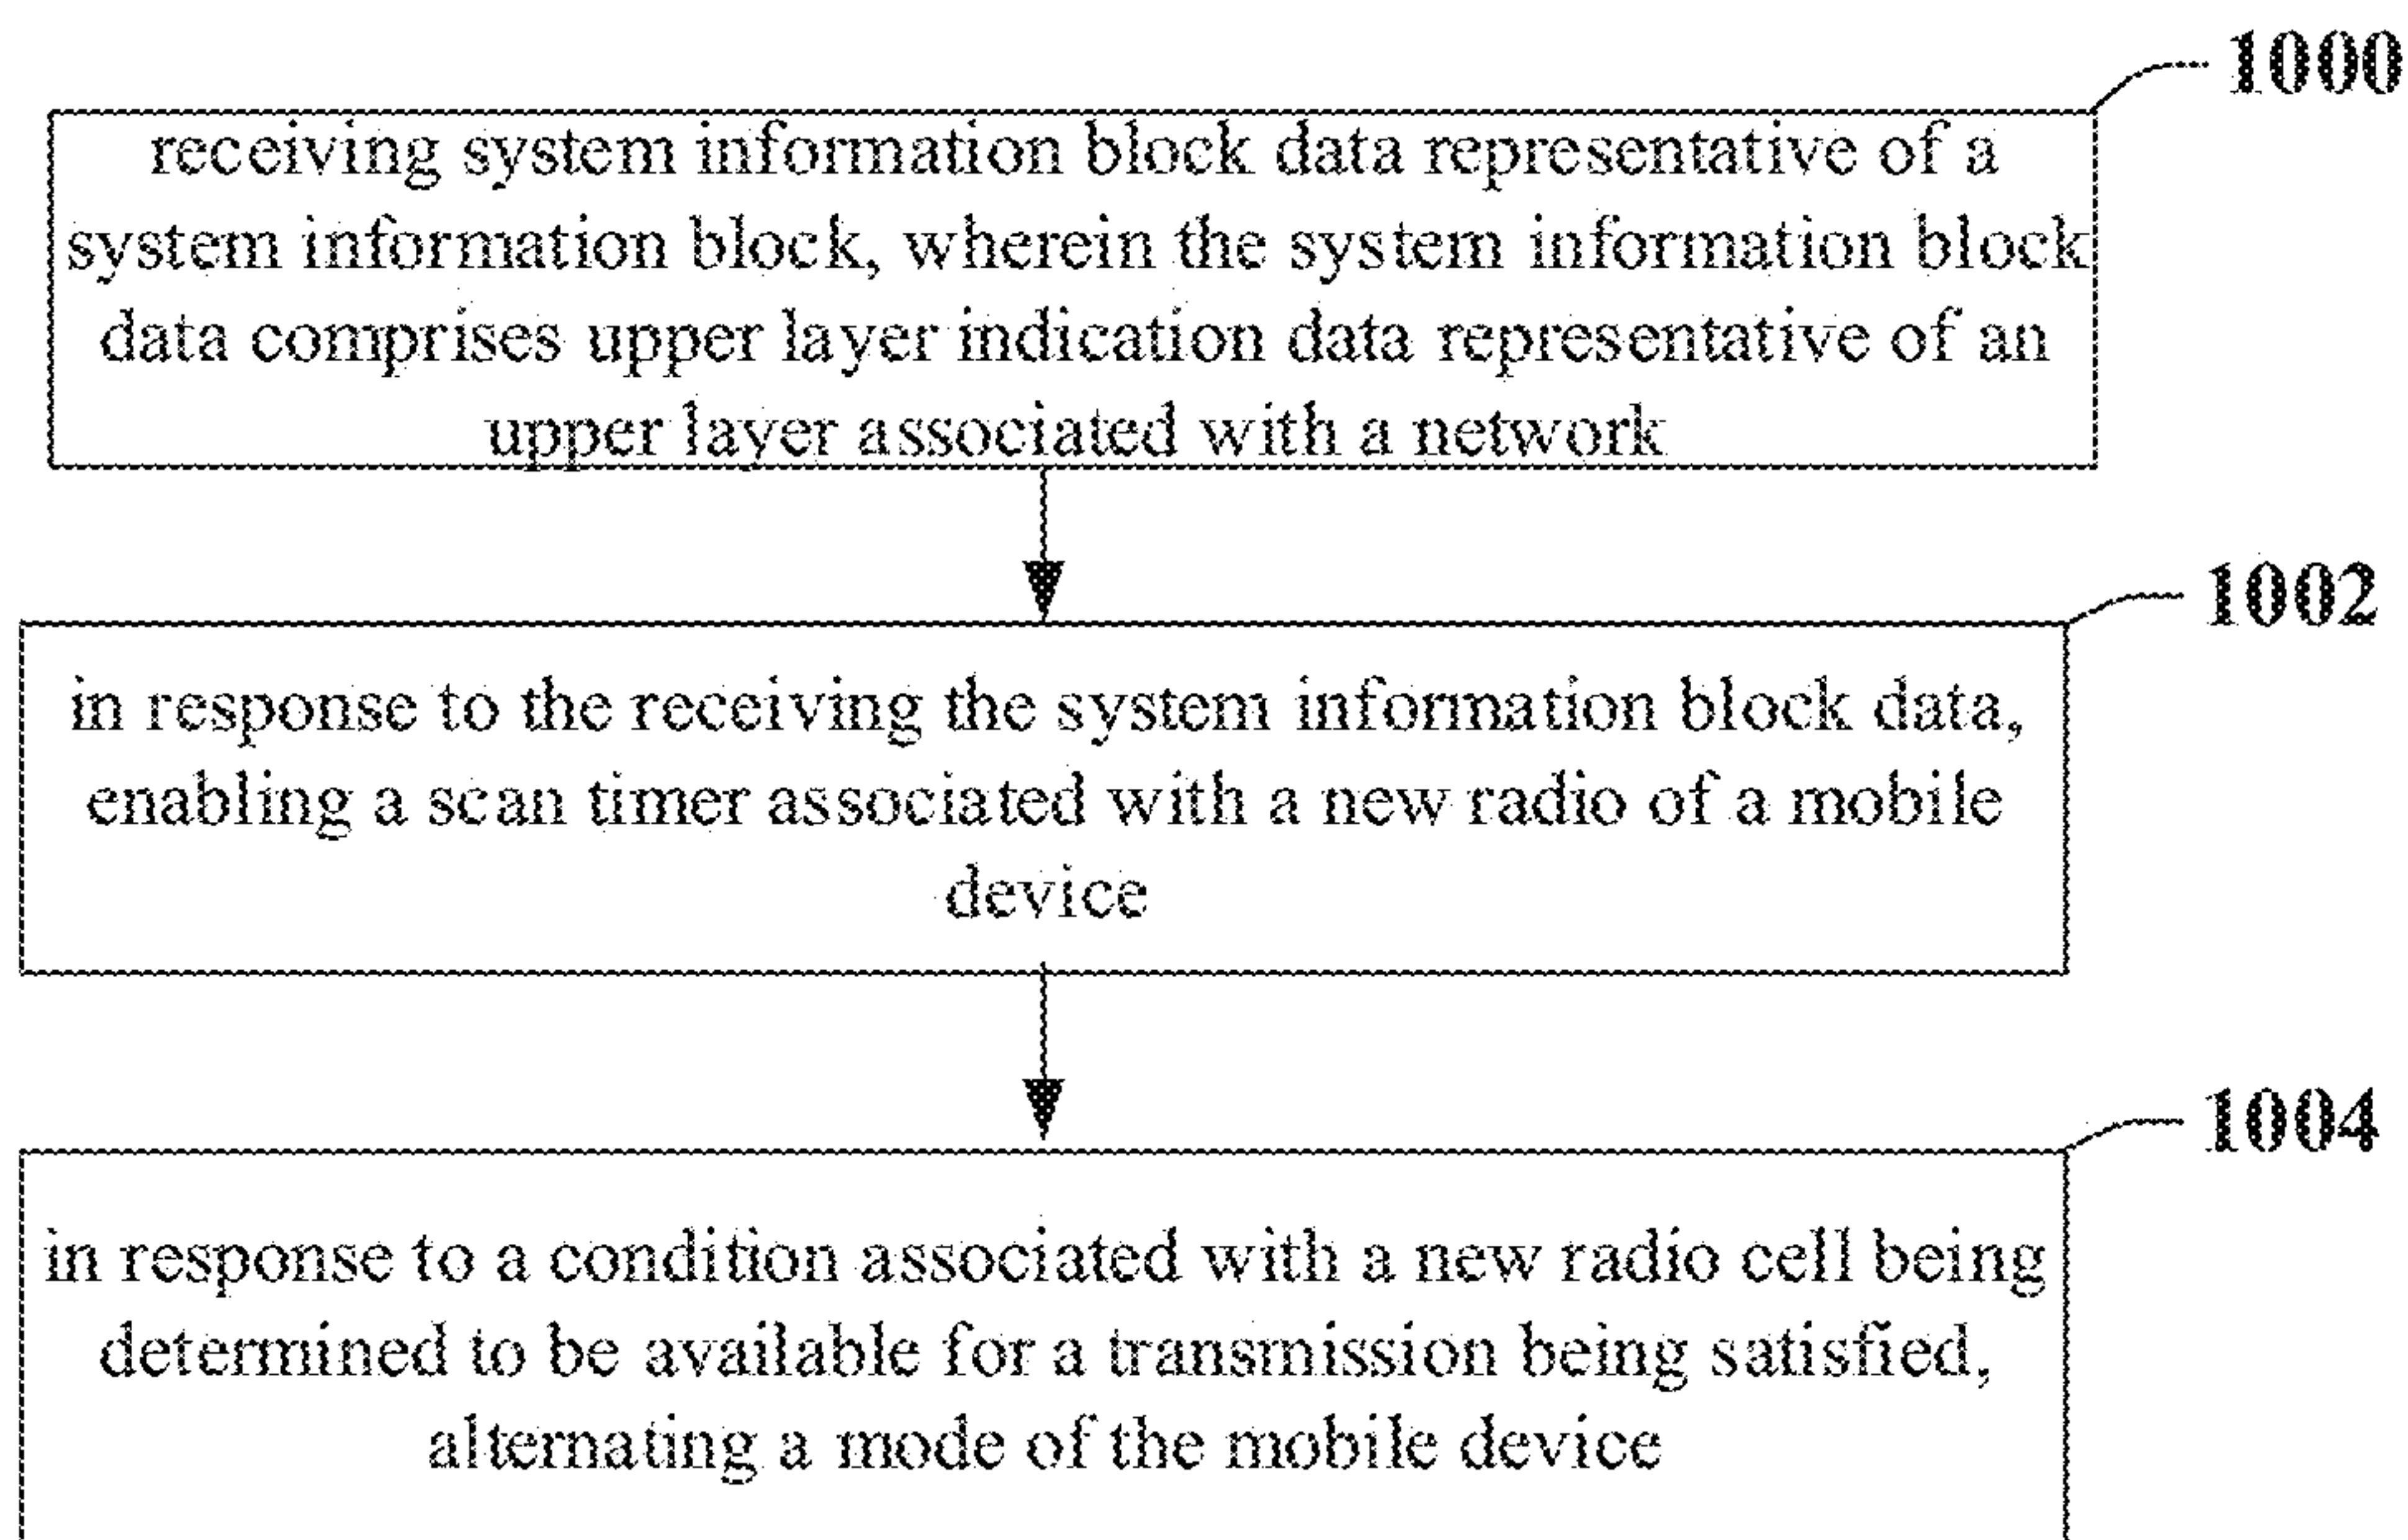 1000
receiving system information block data representative of a
system information block, wherein the system information block
data comprises upper layer indication data representative of an
upper layer associated with a network
1002
in response to the receiving the system information block data,
enabling a scan timer associated with a new radio of a mobile
device
1004
in response to a condition associated with a new radio cell being
determined to be available for a transmission being satisfied,
alternating a mode of the mobile device